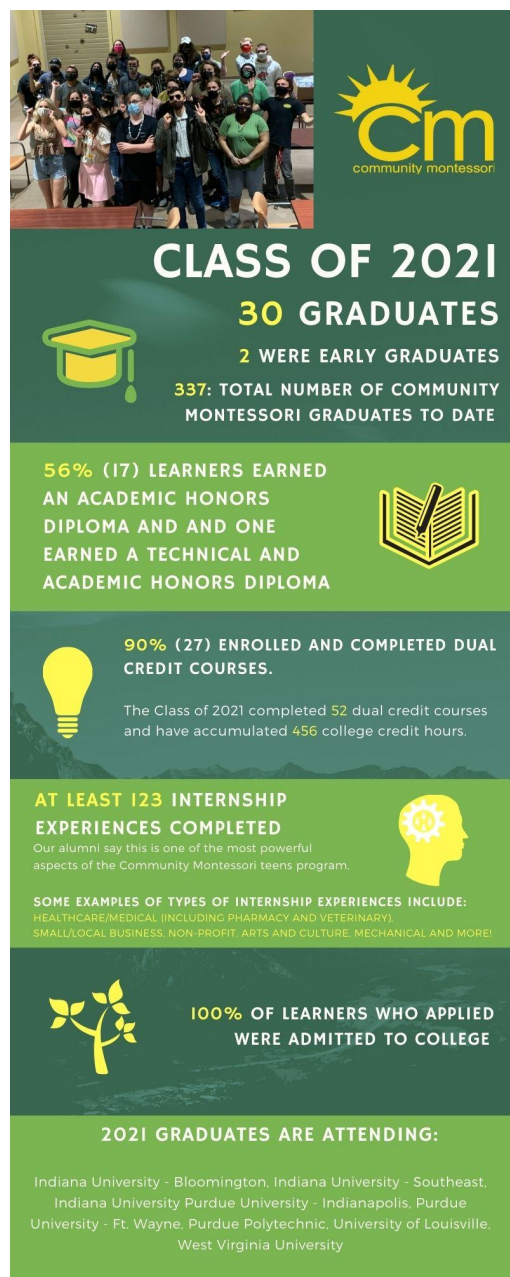 cm
community montessori
CLASS OF 2021
30 GRADUATES
2 WERE EARLY GRADUATES
337: TOTAL NUMBER OF COMMUNITY
MONTESSORI GRADUATES TO DATE
56% (17) LEARNERS EARNED
AN ACADEMIC HONORS
DIPLOMA AND AND ONE
EARNED A TECHNICAL AND
ACADEMIC HONORS DIPLOMA
90% (27) ENROLLED AND COMPLETED DUAL
CREDIT COURSES.
The Class of 2021 completed 52 dual credit courses
and have accumulated 456 college credit hours.
AT LEAST 123 INTERNSHIP
EXPERIENCES COMPLETED
Our alumni say this is one of the most powerful
aspects of the Community Montessori teens program.
SOME EXAMPLES OF TYPES OF INTERNSHIP EXPERIENCES INCLUDE:
HEALTHCARE/MEDICAL (INCLUDING PHARMACY AND VETERINARY),
SMALL/LOCAL BUSINESS, NON-PROFIT, ARTS AND CULTURE, MECHANICAL AND MORE!
100% OF LEARNERS WHO APPLIED
WERE ADMITTED TO COLLEGE
2021 GRADUATES ARE ATTENDING:
Indiana University - Bloomington, Indiana University - Southeast,
Indiana University Purdue University - Indianapolis, Purdue
University - Ft. Wayne, Purdue Polytechnic, University of Louisville,
West Virginia University